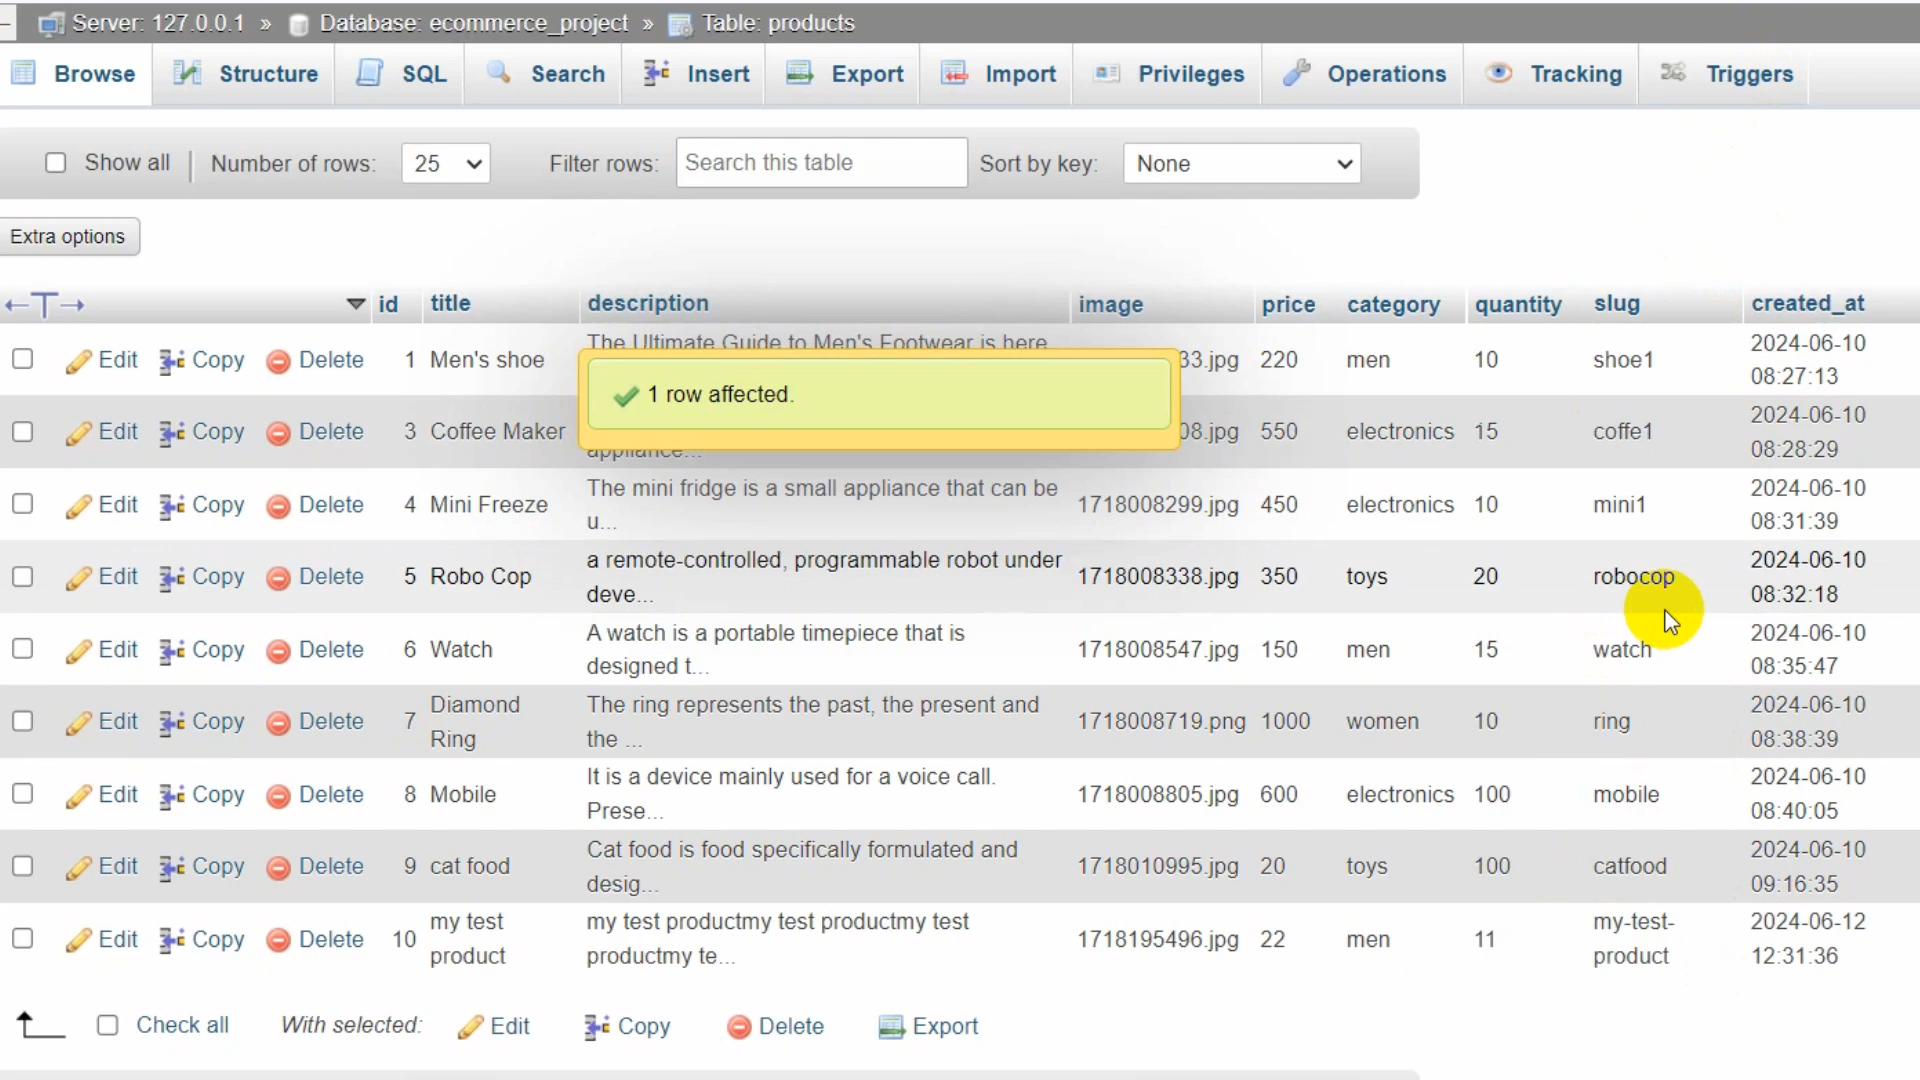 Server: 127.0.0.1 » Database: ecommerce_project » Table: products
Browse Structure SQL Search Insert Export Import Privileges Operations Tracking Triggers
Show all Number of rows: 25 Filter rows: Search this table Sort by key: None
Extra options
←T→ id title description image price category quantity slug created_at
The Ultimate Guide to Men's Footwear is here
Edit Copy Delete 1 Men's shoe 33.jpg 220 men 10 shoe1 2024-06-10
08:27:13
1 row affected.
Edit Copy Delete 3 Coffee Maker 08.jpg 550 electronics 15 coffe1 2024-06-10
appliance... 08:28:29
Edit Copy Delete 4 Mini Freeze The mini fridge is a small appliance that can be 1718008299.jpg 450 electronics 10 mini1 2024-06-10
u... 08:31:39
Edit Copy Delete 5 Robo Cop a remote-controlled, programmable robot under 1718008338.jpg 350 toys 20 robocop 2024-06-10
deve... 08:32:18
Edit Copy Delete 6 Watch A watch is a portable timepiece that is 1718008547.jpg 150 men 15 watch 2024-06-10
designed t... 08:35:47
Edit Copy Delete 7 Diamond The ring represents the past, the present and 1718008719.png 1000 women 10 ring 2024-06-10
Ring the ... 08:38:39
Edit Copy Delete 8 Mobile It is a device mainly used for a voice call. 1718008805.jpg 600 electronics 100 mobile 2024-06-10
Prese... 08:40:05
Edit Copy Delete 9 cat food Cat food is food specifically formulated and 1718010995.jpg 20 toys 100 catfood 2024-06-10
desig... 09:16:35
Edit Copy Delete 10 my test my test productmy test productmy test 1718195496.jpg 22 men 11 my-test- 2024-06-12
product productmy te... product 12:31:36
Check all With selected: Edit Copy Delete Export